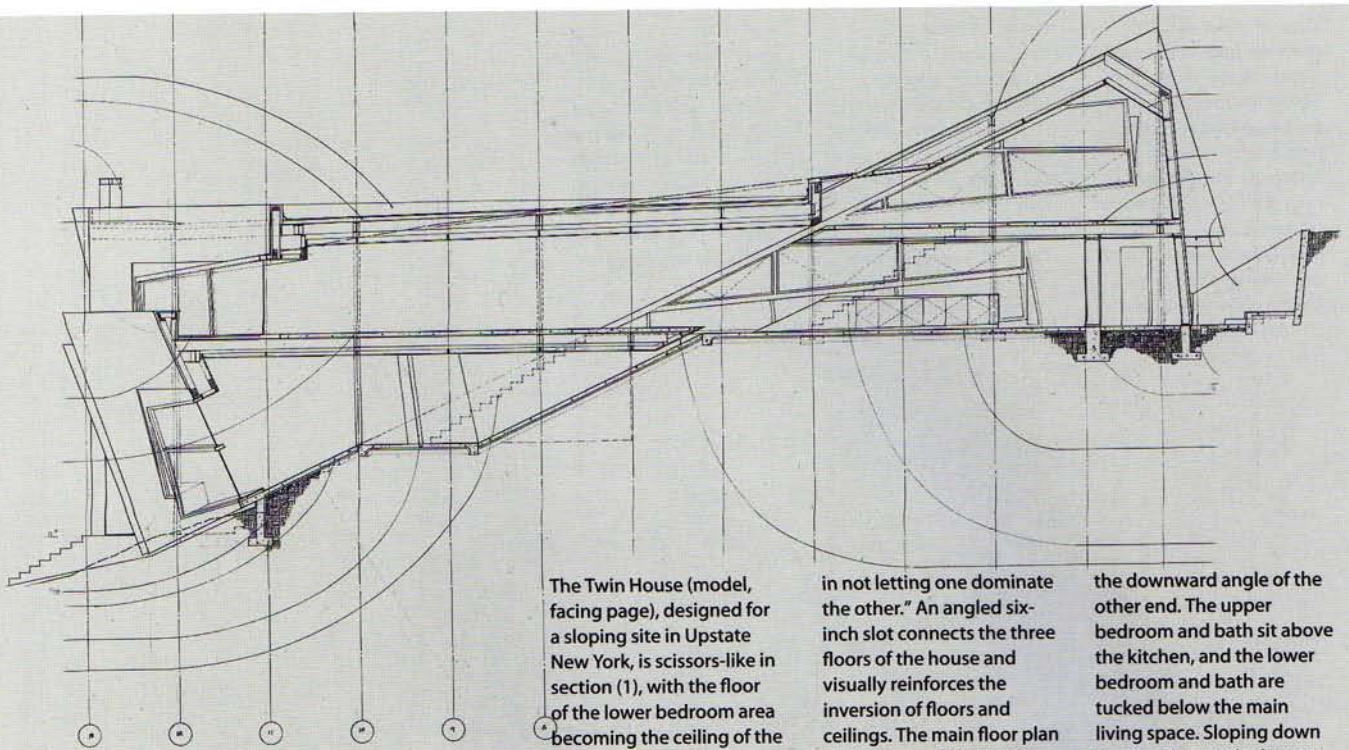 The Twin House (model,
facing page), designed for
a sloping site in Upstate
New York, is scissors-like in
section (1), with the floor
of the lower bedroom area
becoming the ceiling of the
in not letting one dominate
the other.” An angled six-
inch slot connects the three
floors of the house and
visually reinforces the
inversion of floors and
ceilings. The main floor plan
the downward angle of the
other end. The upper
bedroom and bath sit above
the kitchen, and the lower
bedroom and bath are
tucked below the main
living space. Sloping down